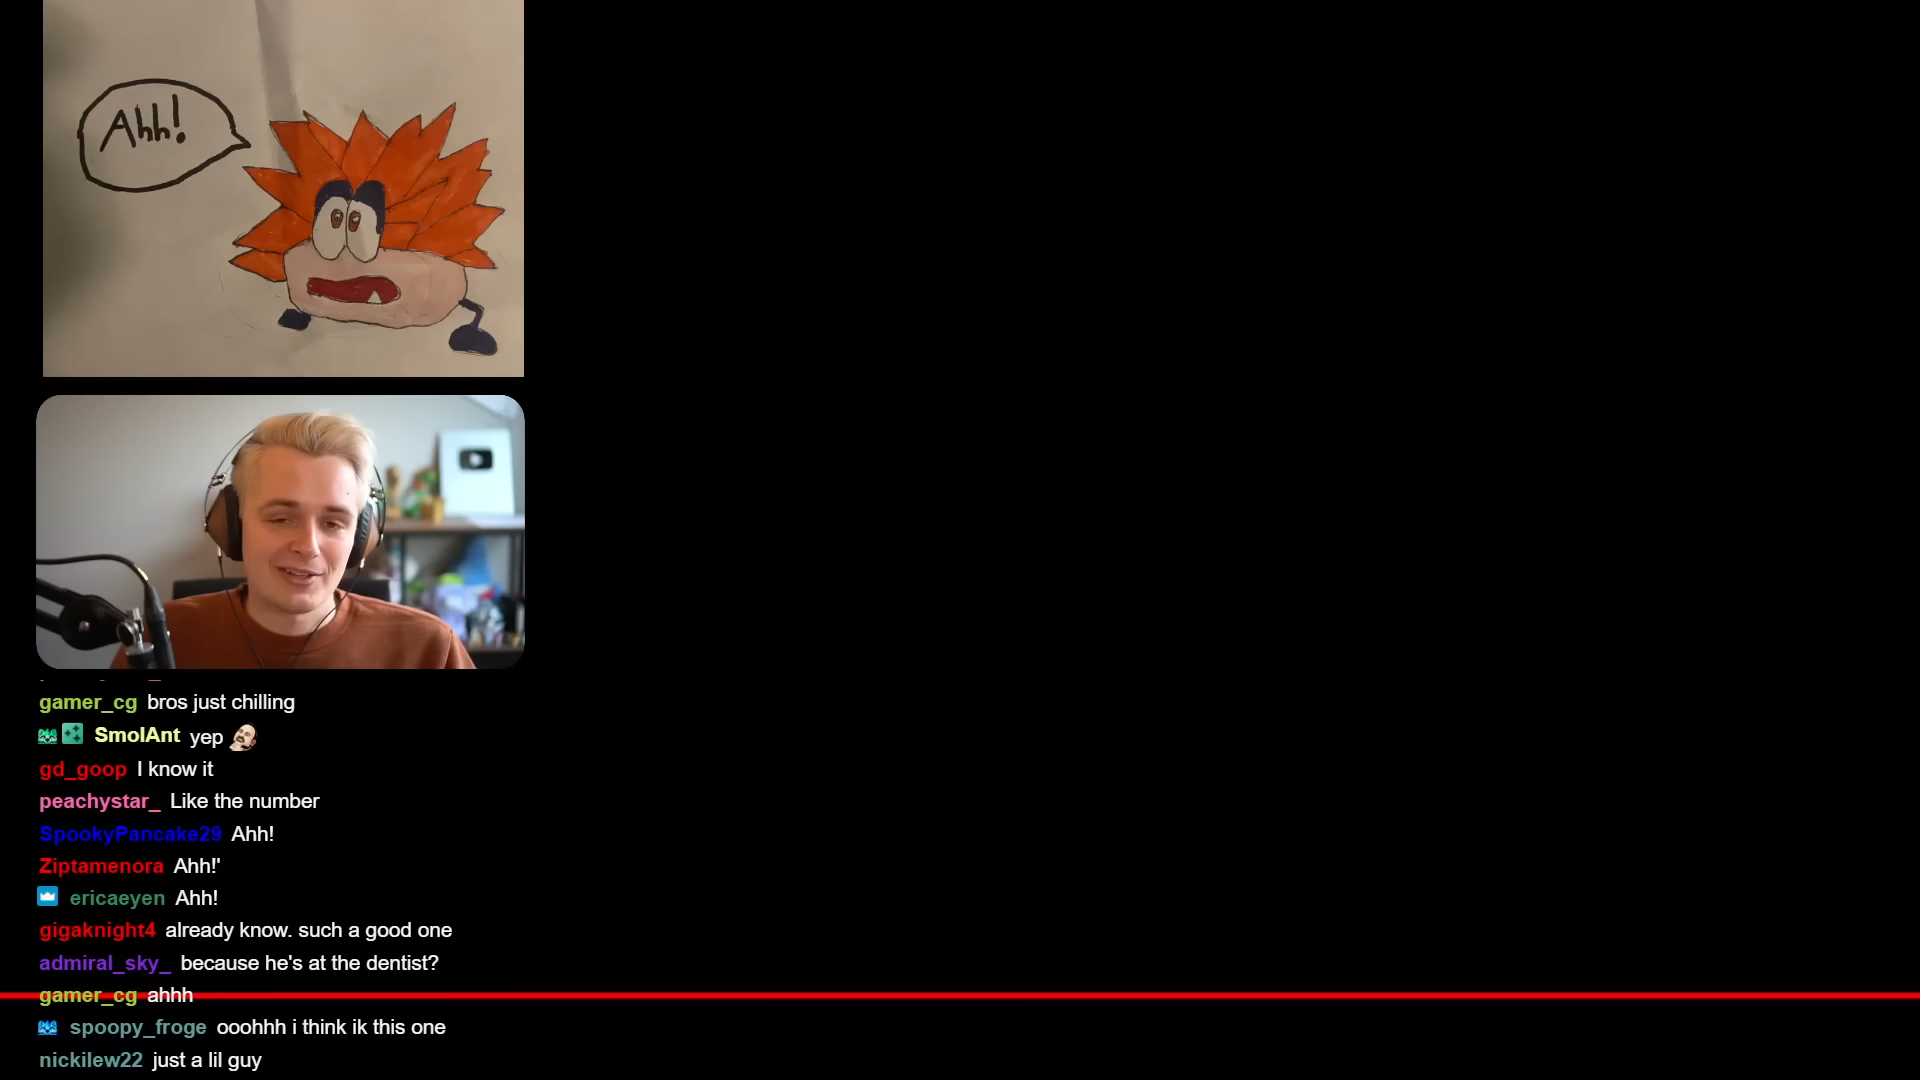 Ahh!
gamer_cg bros just chilling
SmolAnt yep
gd_goop I know it
peachystar_ Like the number
SpookyPancake29 Ahh!
Ziptamenora Ahh!'
ericaeyen Ahh!
gigaknight4 already know. such a good one
admiral_sky_ because he's at the dentist?
gamer_cg ahhh
spoopy_froge ooohhh i think ik this one
nickilew22 just a lil guy